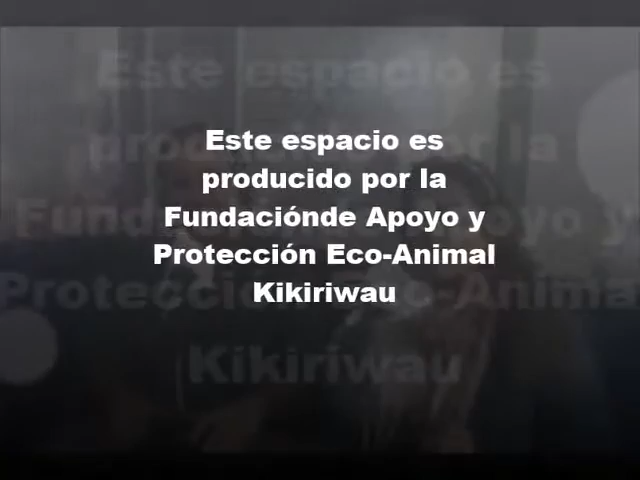 Este espacio es
producido por la
Fundaciónde Apoyo y
Protección Eco-Animal
Kikiriwau